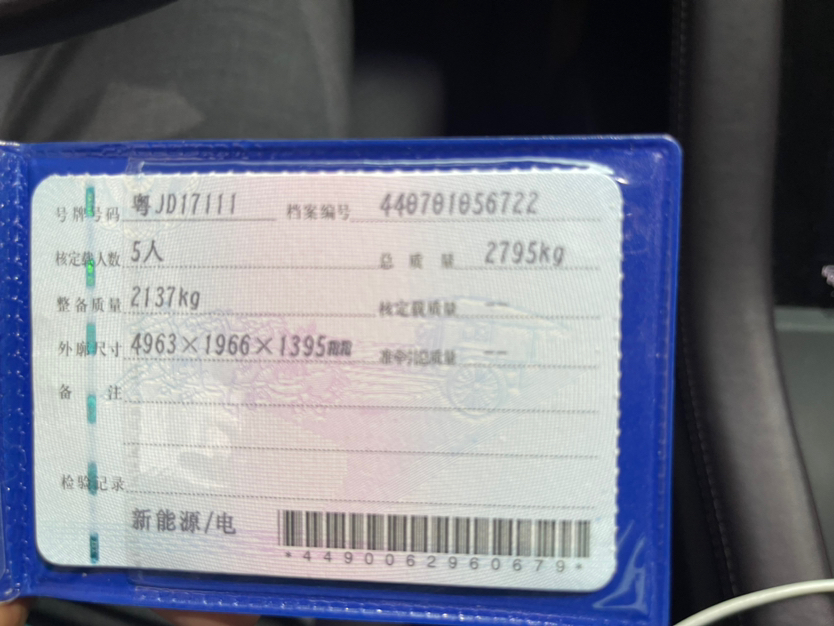 号牌号码 粤JD17111 档案编号 440701056722
核定载人数 5人 总质量 2795kg
整备质量 2137kg 核定载质量 --
外廓尺寸 4963×1966×1395mm 准牵引总质量 --
备注
检验记录
新能源/电
*4490062960679*